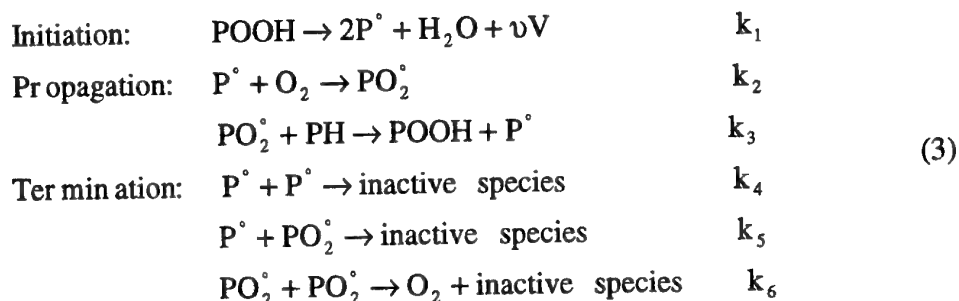 Initiation: POOH → 2P° + H₂O + υV k₁
Pr opagation: P° + O₂ → PO₂° k₂
PO₂° + PH → POOH + P° k₃
(3)
Ter min ation: P° + P° → inactive species k₄
P° + PO₂° → inactive species k₅
PO₂° + PO₂° → O₂ + inactive species k₆